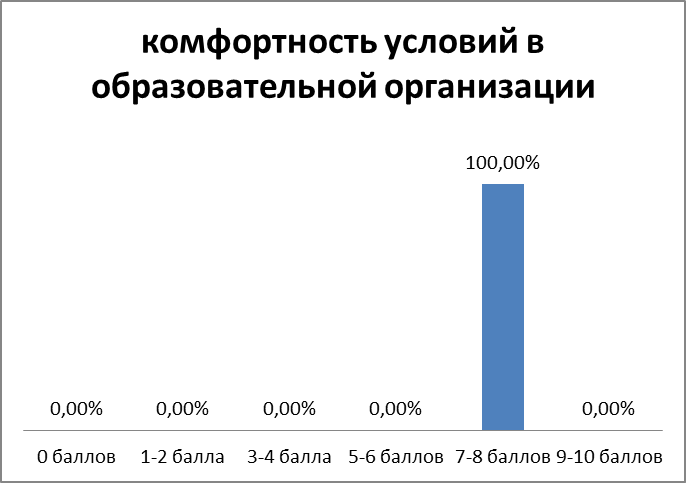 комфортность условий в
образовательной организации
100,00%
0,00% 0,00% 0,00% 0,00% 0,00%
0 баллов 1-2 балла 3-4 балла 5-6 баллов 7-8 баллов 9-10 баллов